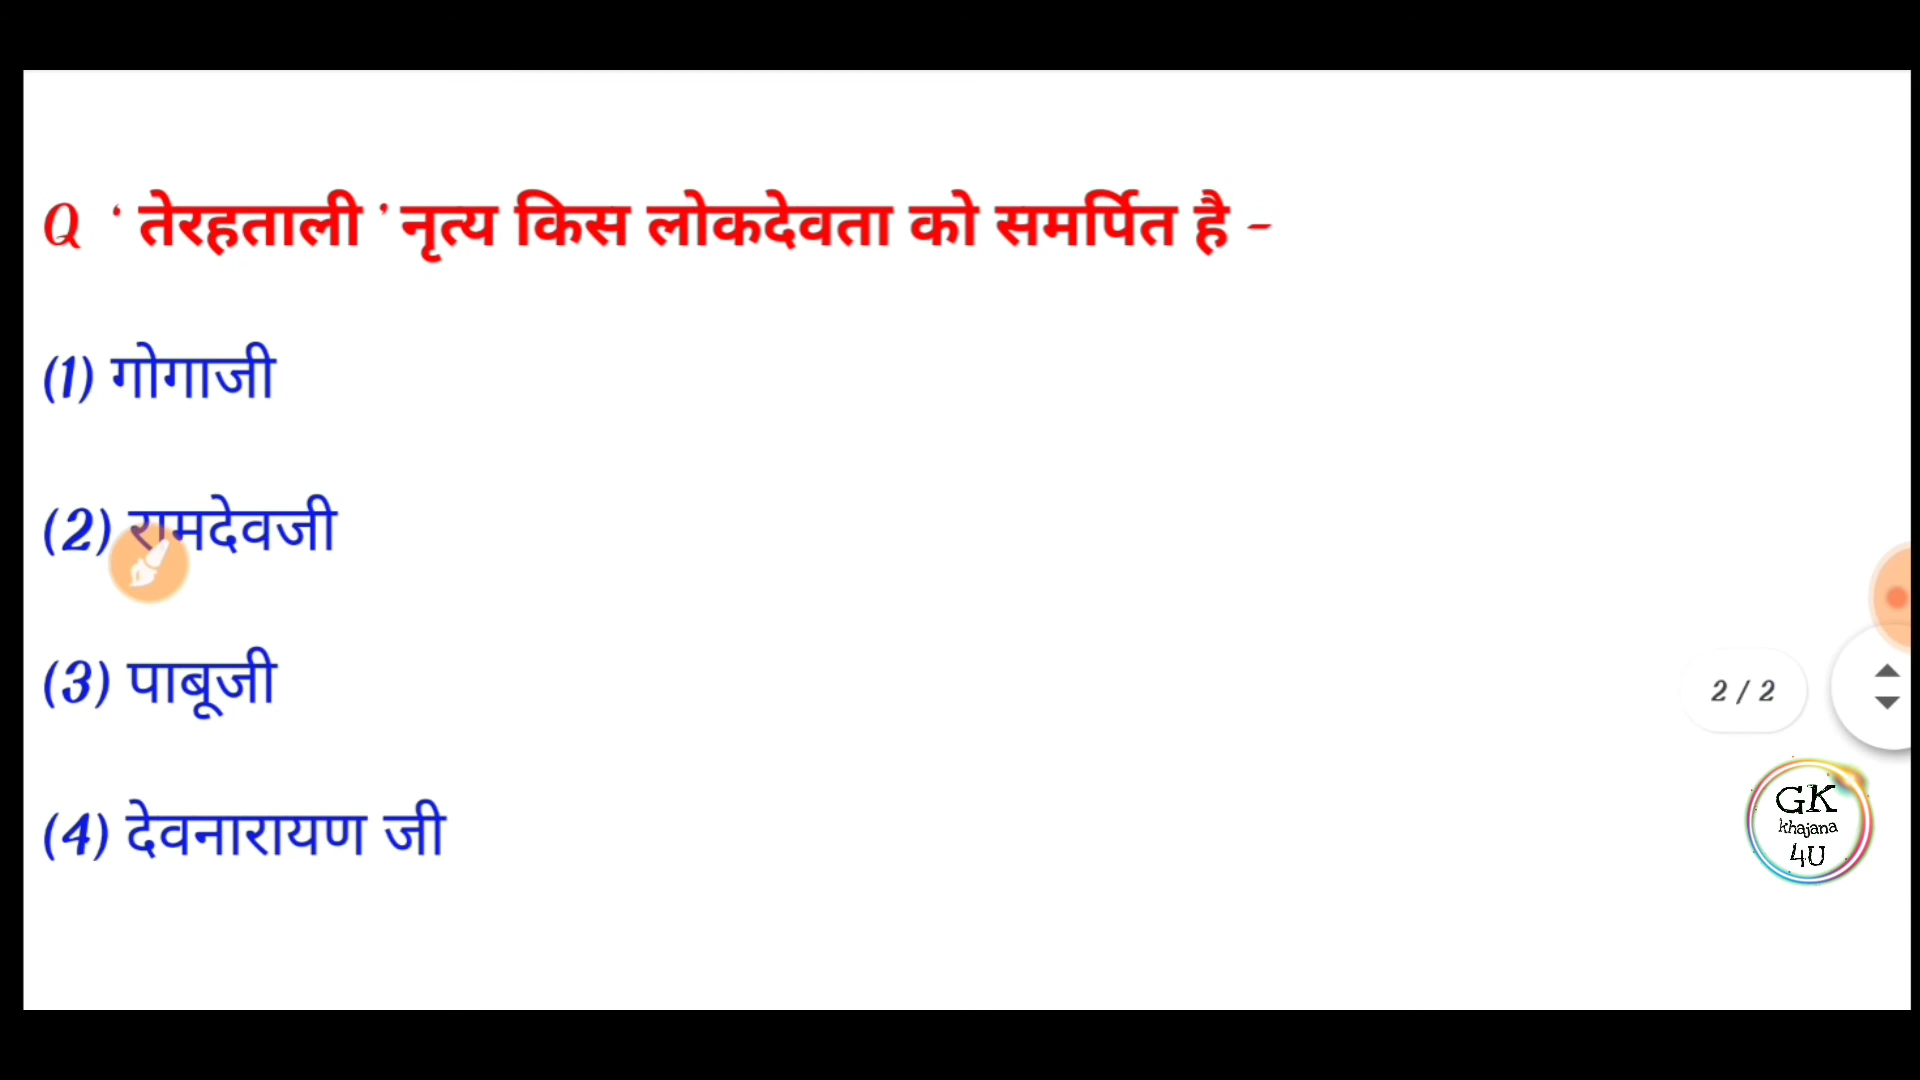 Q ‘ तेरहताली ’ नृत्य किस लोकदेवता को समर्पित है -
(1) गोगाजी
(2) रामदेवजी
(3) पाबूजी
(4) देवनारायण जी
2 / 2
GK
khajana
4U